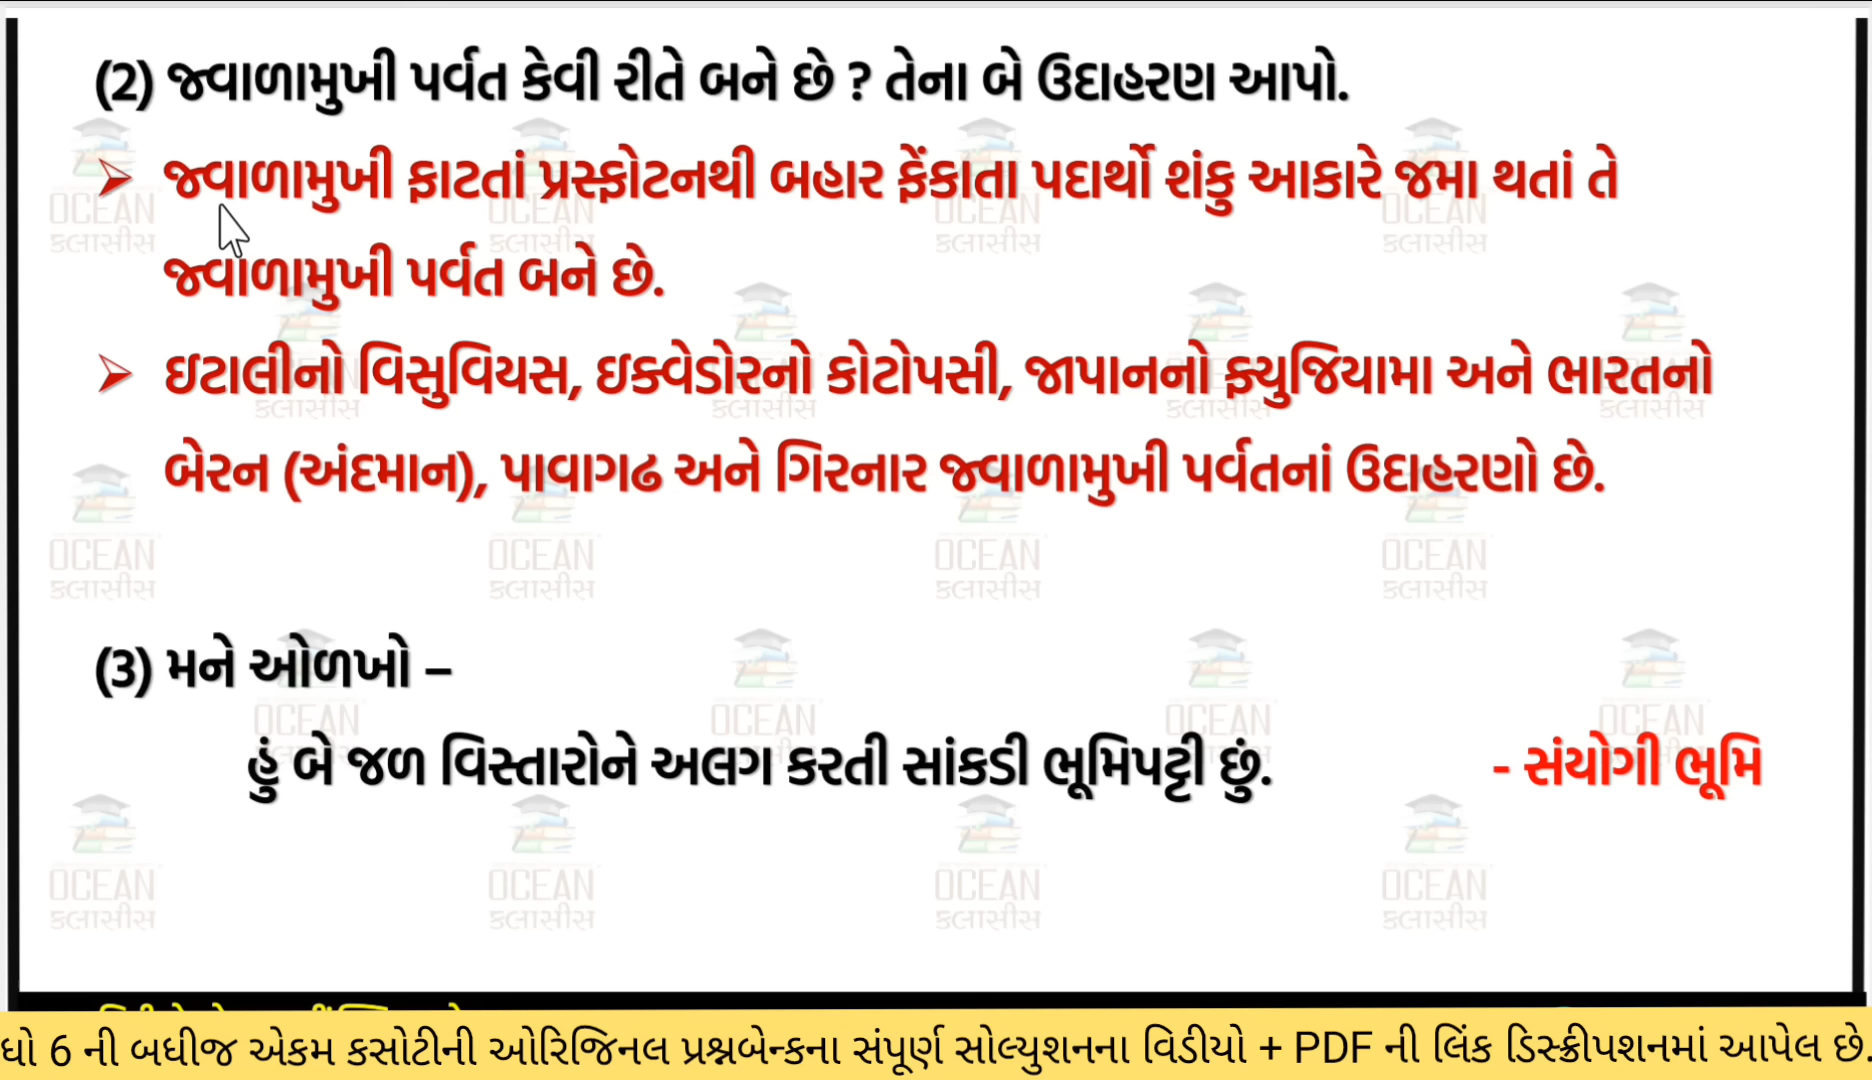 (2) જ્વાળામુખી પર્વત કેવી રીતે બને છે ? તેના બે ઉદાહરણ આપો.
➢ જ્વાળામુખી ફાટતાં પ્રસ્ફોટનથી બહાર ફેંકાતા પદાર્થો શંકુ આકારે જમા થતાં તે
જ્વાળામુખી પર્વત બને છે.
➢ ઇટાલીનો વિસુવિયસ, ઇક્વેડોરનો કોટોપસી, જાપાનનો ફ્યુજિયામા અને ભારતનો
બેરન (અંદમાન), પાવાગઢ અને ગિરનાર જ્વાળામુખી પર્વતનાં ઉદાહરણો છે.
(3) મને ઓળખો –
હું બે જળ વિસ્તારોને અલગ કરતી સાંકડી ભૂમિપટ્ટી છું. - સંયોગી ભૂમિ
OCEAN
ક્લાસીસ
ધો 6 ની બધીજ એકમ કસોટીની ઓરિજિનલ પ્રશ્નબેન્કના સંપૂર્ણ સોલ્યુશનના વિડીયો + PDF ની લિંક ડિસ્ક્રીપશનમાં આપેલ છે.